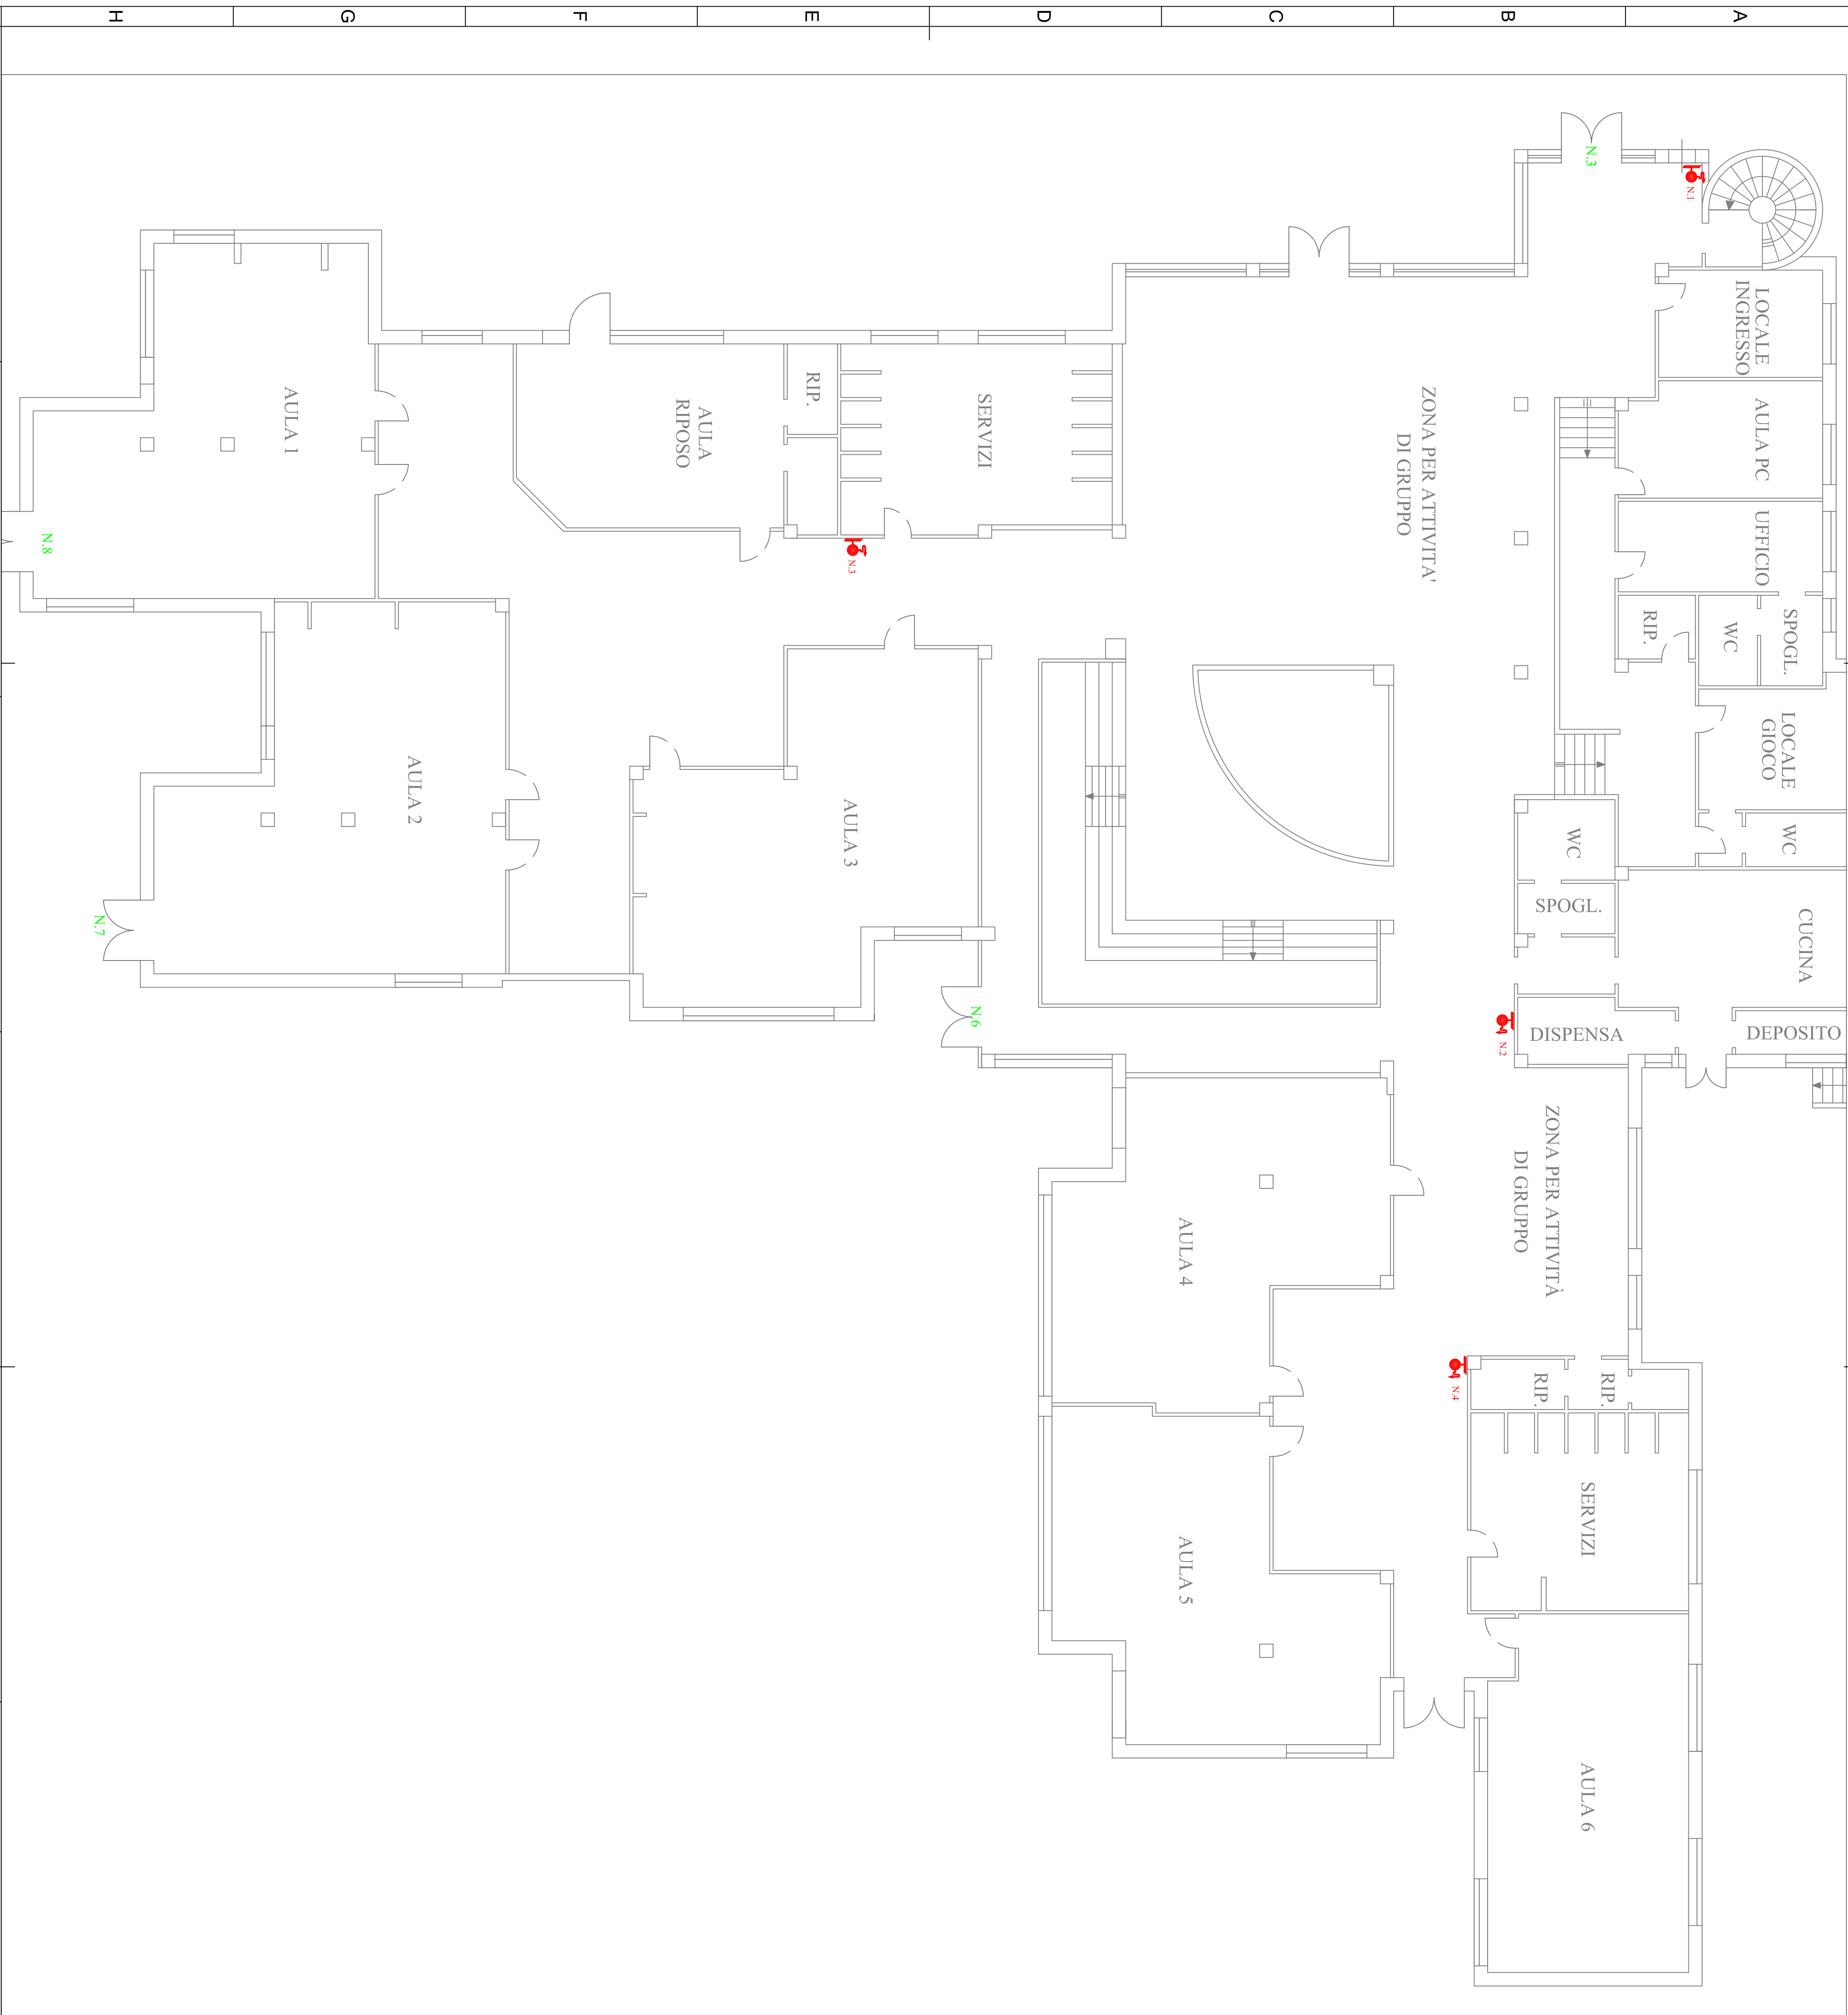 H
G
F
E
D
C
B
A
N.3
N.1
LOCALE
INGRESSO
AULA PC
UFFICIO
SPOGL.
WC
RIP.
LOCALE
GIOCO
WC
WC
SPOGL.
CUCINA
DISPENSA
DEPOSITO
N.2
ZONA PER ATTIVITA'
DI GRUPPO
SERVIZI
RIP.
AULA
RIPOSO
N.3
AULA 1
N.8
AULA 2
N.7
AULA 3
N.6
ZONA PER ATTIVITÀ
DI GRUPPO
AULA 4
RIP.
RIP.
N.4
SERVIZI
AULA 5
AULA 6